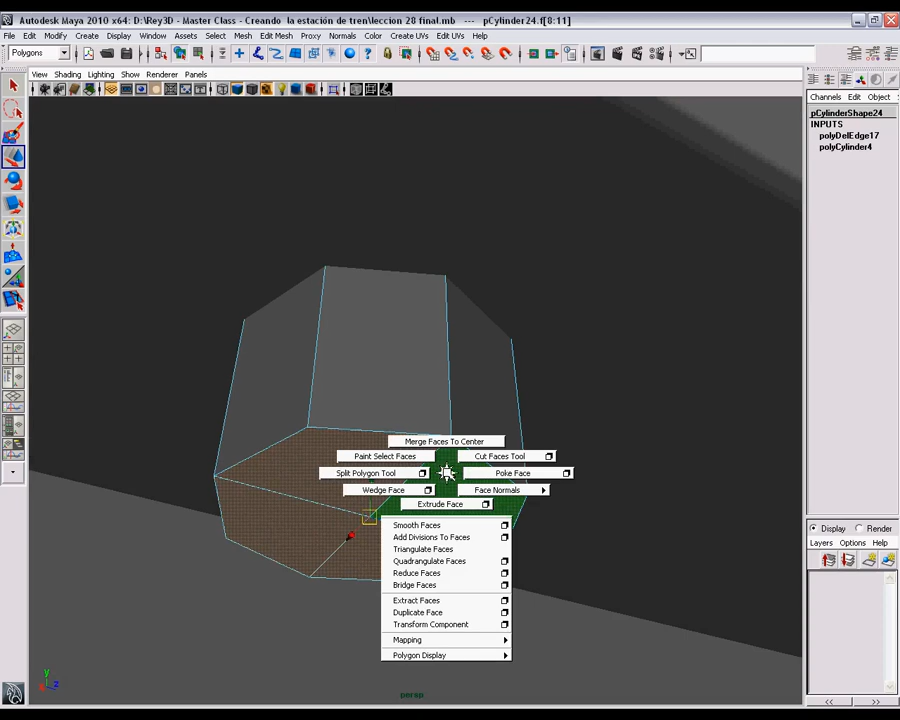 Autodesk Maya 2010 x64: D:\Rey3D - Master Class - Creando la estación de tren\leccion 28 final.mb --- pCylinder24.f[8:11]
File Edit Modify Create Display Window Assets Select Mesh Edit Mesh Proxy Normals Color Create UVs Edit UVs Help
Polygons
View Shading Lighting Show Renderer Panels
Channels Edit Object
pCylinderShape24
INPUTS
polyDelEdge17
polyCylinder4
Merge Faces To Center
Paint Select Faces
Cut Faces Tool
Split Polygon Tool
Poke Face
Wedge Face
Face Normals
Extrude Face
Smooth Faces
Add Divisions To Faces
Triangulate Faces
Quadrangulate Faces
Reduce Faces
Bridge Faces
Extract Faces
Duplicate Face
Transform Component
Mapping
Polygon Display
Display Render
Layers Options Help
y
z
persp
<< >>